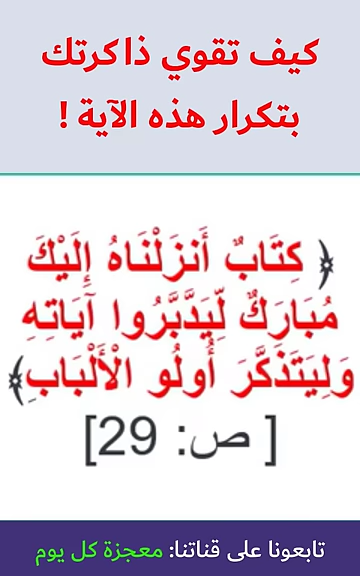 كيف تقوي ذاكرتك
بتكرار هذه الآية !
﴿ كِتَابٌ أَنزَلْنَاهُ إِلَيْكَ
مُبَارَكٌ لِّيَدَّبَّرُوا آيَاتِهِ
وَلِيَتَذَكَّرَ أُولُو الْأَلْبَابِ﴾
[ ص: 29]
تابعونا على قناتنا: معجزة كل يوم